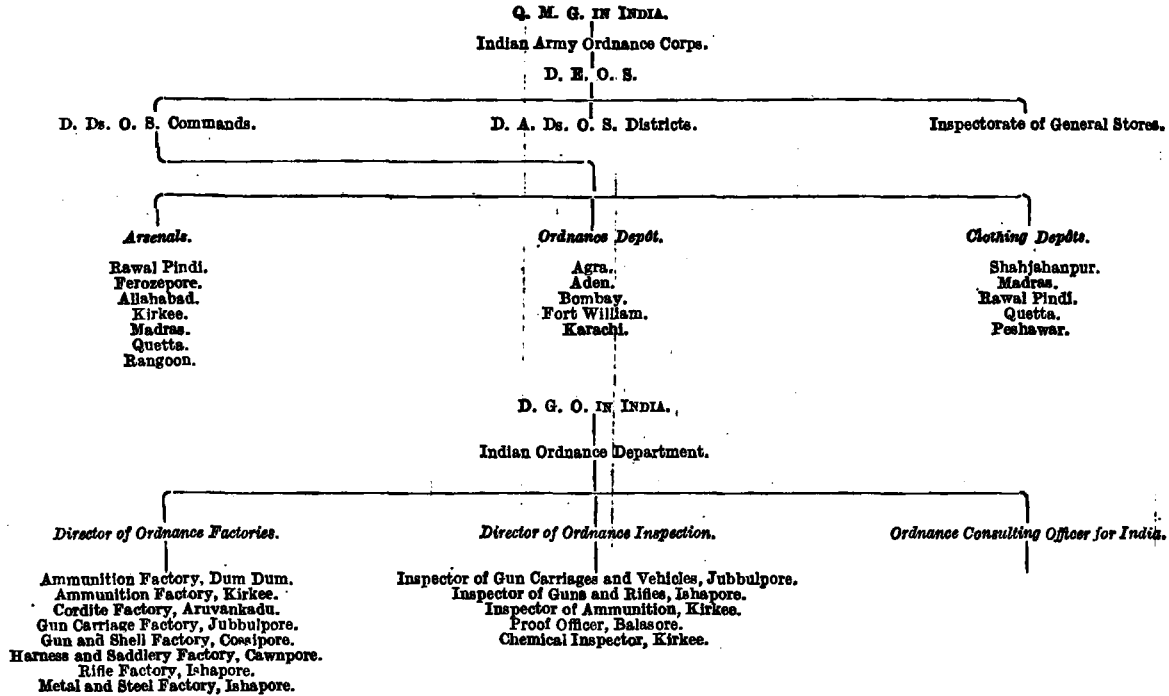 Q. M. G. IN INDIA.
Indian Army Ordnance Corps.
D. E. O. S.
D. Ds. O. S. Commands.
D. A. Ds. O. S. Districts.
Inspectorate of General Stores.
Arsenals.
Rawal Pindi.
Ferozepore.
Allahabad.
Kirkee.
Madras.
Quetta.
Rangoon.
Ordnance Depôt.
Agra.
Aden.
Bombay.
Fort William.
Karachi.
Clothing Depôts.
Shahjahanpur.
Madras.
Rawal Pindi.
Quetta.
Peshawar.
D. G. O. IN INDIA.
Indian Ordnance Department.
Director of Ordnance Factories.
Ammunition Factory, Dum Dum.
Ammunition Factory, Kirkee.
Cordite Factory, Aruvankadu.
Gun Carriage Factory, Jubbulpore.
Gun and Shell Factory, Cossipore.
Harness and Saddlery Factory, Cawnpore.
Rifle Factory, Ishapore.
Metal and Steel Factory, Ishapore.
Director of Ordnance Inspection.
Inspector of Gun Carriages and Vehicles, Jubbulpore.
Inspector of Guns and Rifles, Ishapore.
Inspector of Ammunition, Kirkee.
Proof Officer, Balasore.
Chemical Inspector, Kirkee.
Ordnance Consulting Officer for India.